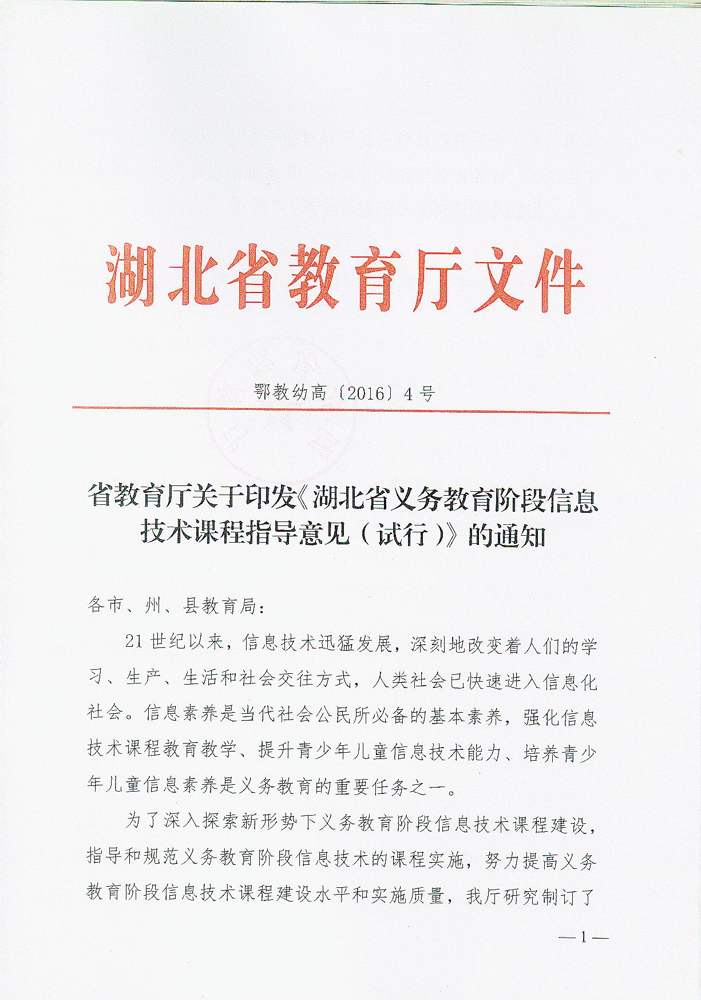 湖北省教育厅文件
鄂教幼高〔2016〕4号
省教育厅关于印发《湖北省义务教育阶段信息
技术课程指导意见（试行）》的通知
各市、州、县教育局：
21世纪以来，信息技术迅猛发展，深刻地改变着人们的学
习、生产、生活和社会交往方式，人类社会已快速进入信息化
社会。信息素养是当代社会公民所必备的基本素养，强化信息
技术课程教育教学、提升青少年儿童信息技术能力、培养青少
年儿童信息素养是义务教育的重要任务之一。
为了深入探索新形势下义务教育阶段信息技术课程建设，
指导和规范义务教育阶段信息技术的课程实施，努力提高义务
教育阶段信息技术课程建设水平和实施质量，我厅研究制订了
— 1 —